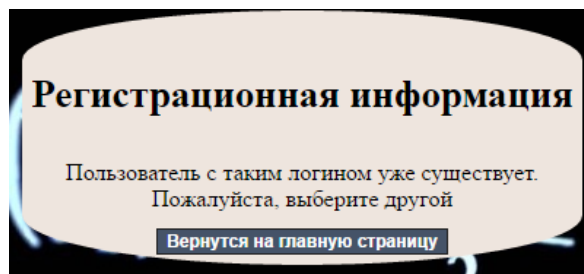 Регистрационная информация
Пользователь с таким логином уже существует.
Пожалуйста, выберите другой
Вернутся на главную страницу